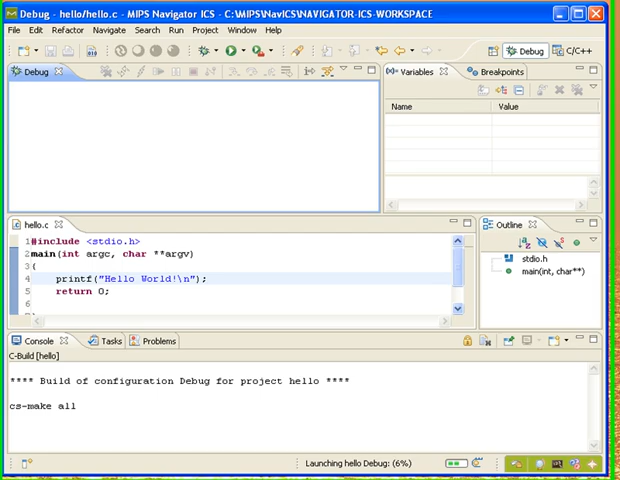 Debug - hello/hello.c - MIPS Navigator ICS - C:\MIPS\NavICS\NAVIGATOR-ICS-WORKSPACE
File Edit Refactor Navigate Search Run Project Window Help
Debug C/C++
Debug
Variables Breakpoints
Name Value
hello.c
1#include <stdio.h>
2main(int argc, char **argv)
3{
4 printf("Hello World!\n");
5 return 0;
6
Outline
stdio.h
main(int, char**)
Console Tasks Problems
C-Build [hello]
**** Build of configuration Debug for project hello ****
cs-make all
Launching hello Debug: (6%)